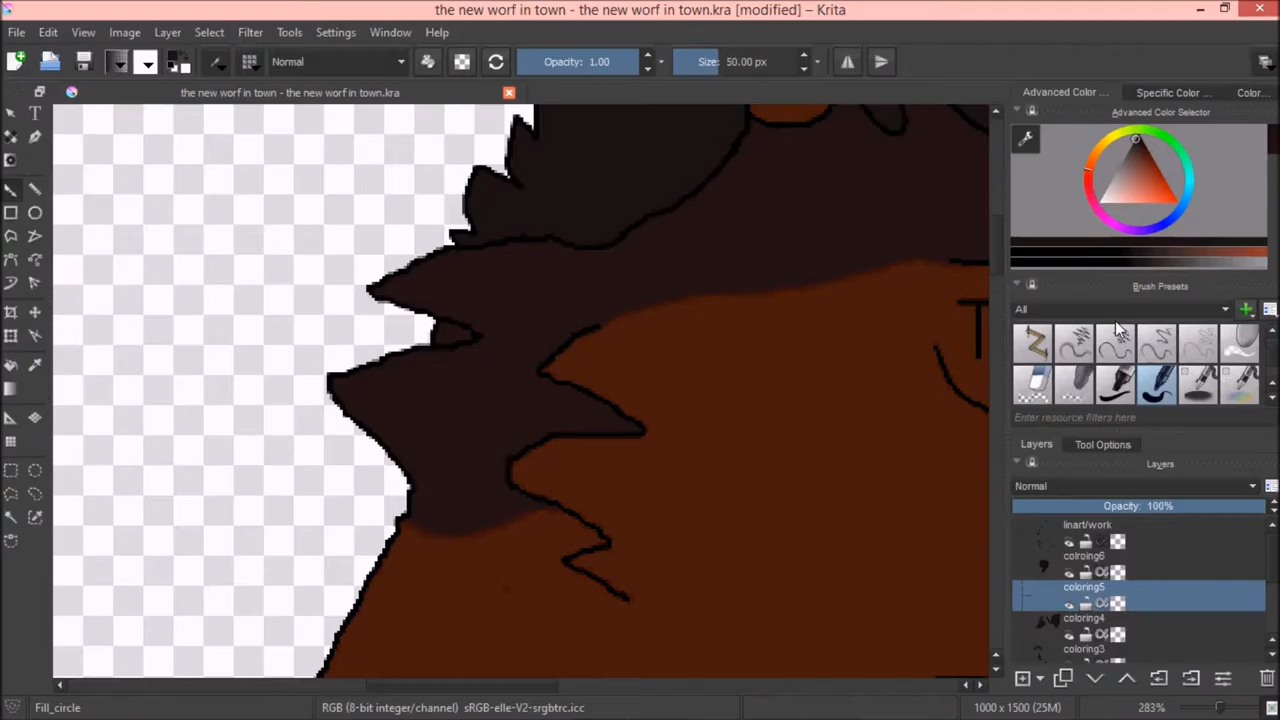 the new worf in town - the new worf in town.kra [modified] - Krita
File Edit View Image Layer Select Filter Tools Settings Window Help
Normal Opacity: 1.00 Size: 50.00 px
the new worf in town - the new worf in town.kra
Advanced Color ... Specific Color ... Color...
Advanced Color Selector
Brush Presets
All
Enter resource filters here
Layers Tool Options
Layers
Normal
Opacity: 100%
linart/work
colroing6
coloring5
coloring4
coloring3
Fill_circle RGB (8-bit integer/channel) sRGB-elle-V2-srgbtrc.icc 1000 x 1500 (25M) 283%